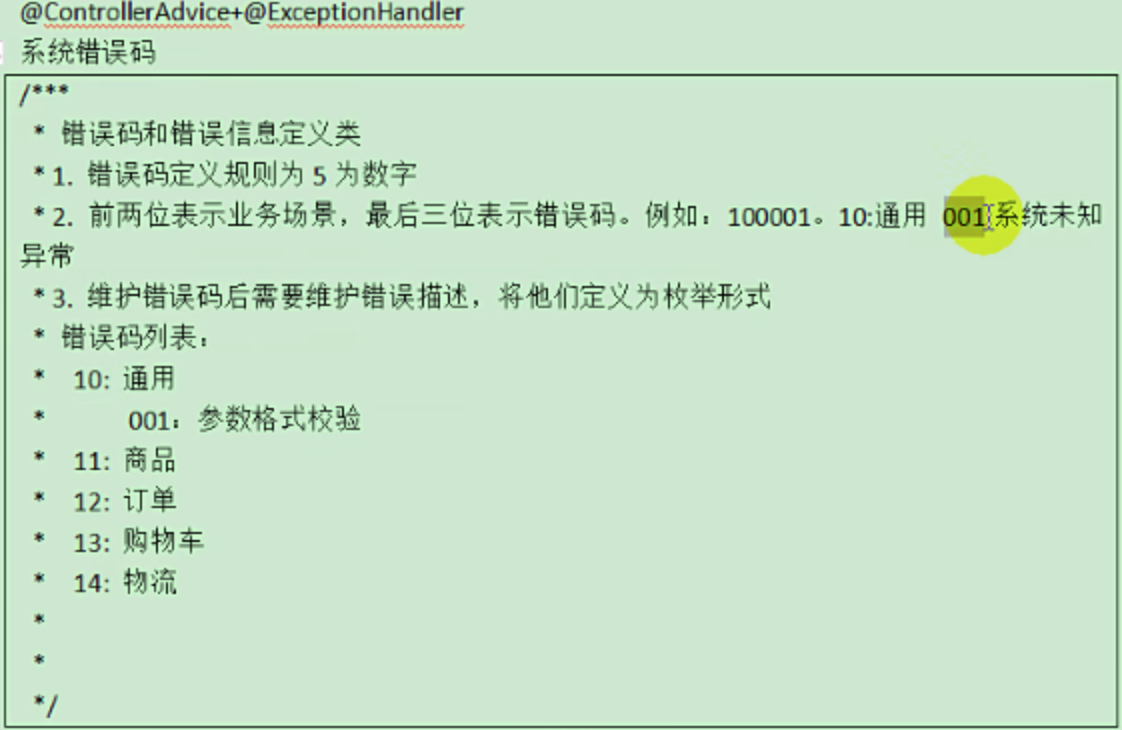 @ControllerAdvice+@ExceptionHandler
系统错误码
/***
* 错误码和错误信息定义类
* 1. 错误码定义规则为 5 为数字
* 2. 前两位表示业务场景，最后三位表示错误码。例如：100001。10:通用 001:系统未知
异常
* 3. 维护错误码后需要维护错误描述，将他们定义为枚举形式
* 错误码列表：
* 10: 通用
* 001：参数格式校验
* 11: 商品
* 12: 订单
* 13: 购物车
* 14: 物流
*
*
*/